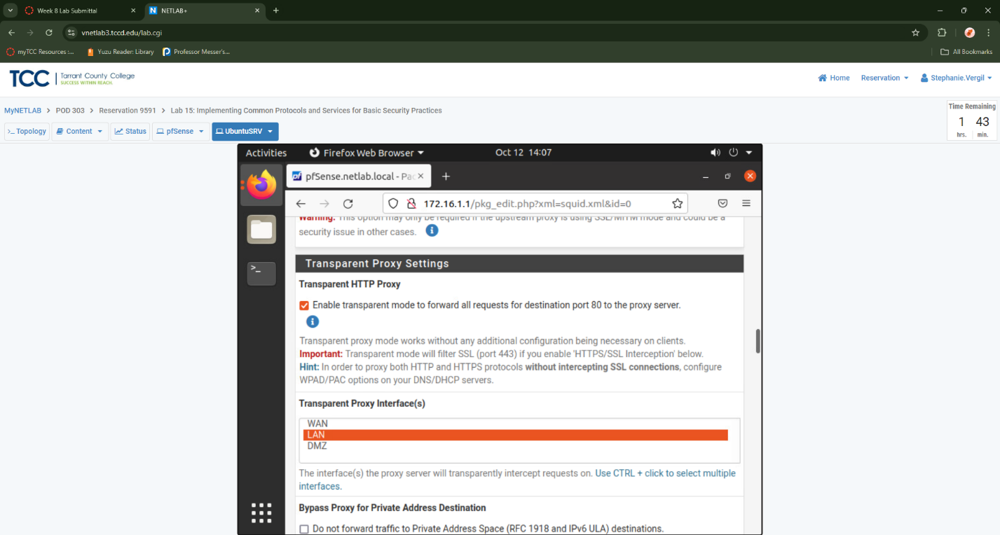 Week 8 Lab Submittal
NETLAB+
vnetlab3.tccd.edu/lab.cgi
myTCC Resources :...
Yuzu Reader: Library
Professor Messer's...
All Bookmarks
TCC
Tarrant County College
SUCCESS WITHIN REACH.
Home
Reservation
Stephanie.Vergil
MyNETLAB > POD 303 > Reservation 9591 > Lab 15: Implementing Common Protocols and Services for Basic Security Practices
Time Remaining
1 43
hrs. min.
>_ Topology
Content
Status
pfSense
UbuntuSRV
Activities
Firefox Web Browser
Oct 12 14:07
pfSense.netlab.local - Pac
172.16.1.1/pkg_edit.php?xml=squid.xml&id=0
Warning: This option may only be required if the upstream proxy is using SSL/MITM mode and could be a
security issue in other cases.
Transparent Proxy Settings
Transparent HTTP Proxy
Enable transparent mode to forward all requests for destination port 80 to the proxy server.
Transparent proxy mode works without any additional configuration being necessary on clients.
Important: Transparent mode will filter SSL (port 443) if you enable 'HTTPS/SSL Interception' below.
Hint: In order to proxy both HTTP and HTTPS protocols without intercepting SSL connections, configure
WPAD/PAC options on your DNS/DHCP servers.
Transparent Proxy Interface(s)
WAN
LAN
DMZ
The interface(s) the proxy server will transparently intercept requests on. Use CTRL + click to select multiple
interfaces.
Bypass Proxy for Private Address Destination
Do not forward traffic to Private Address Space (RFC 1918 and IPv6 ULA) destinations.